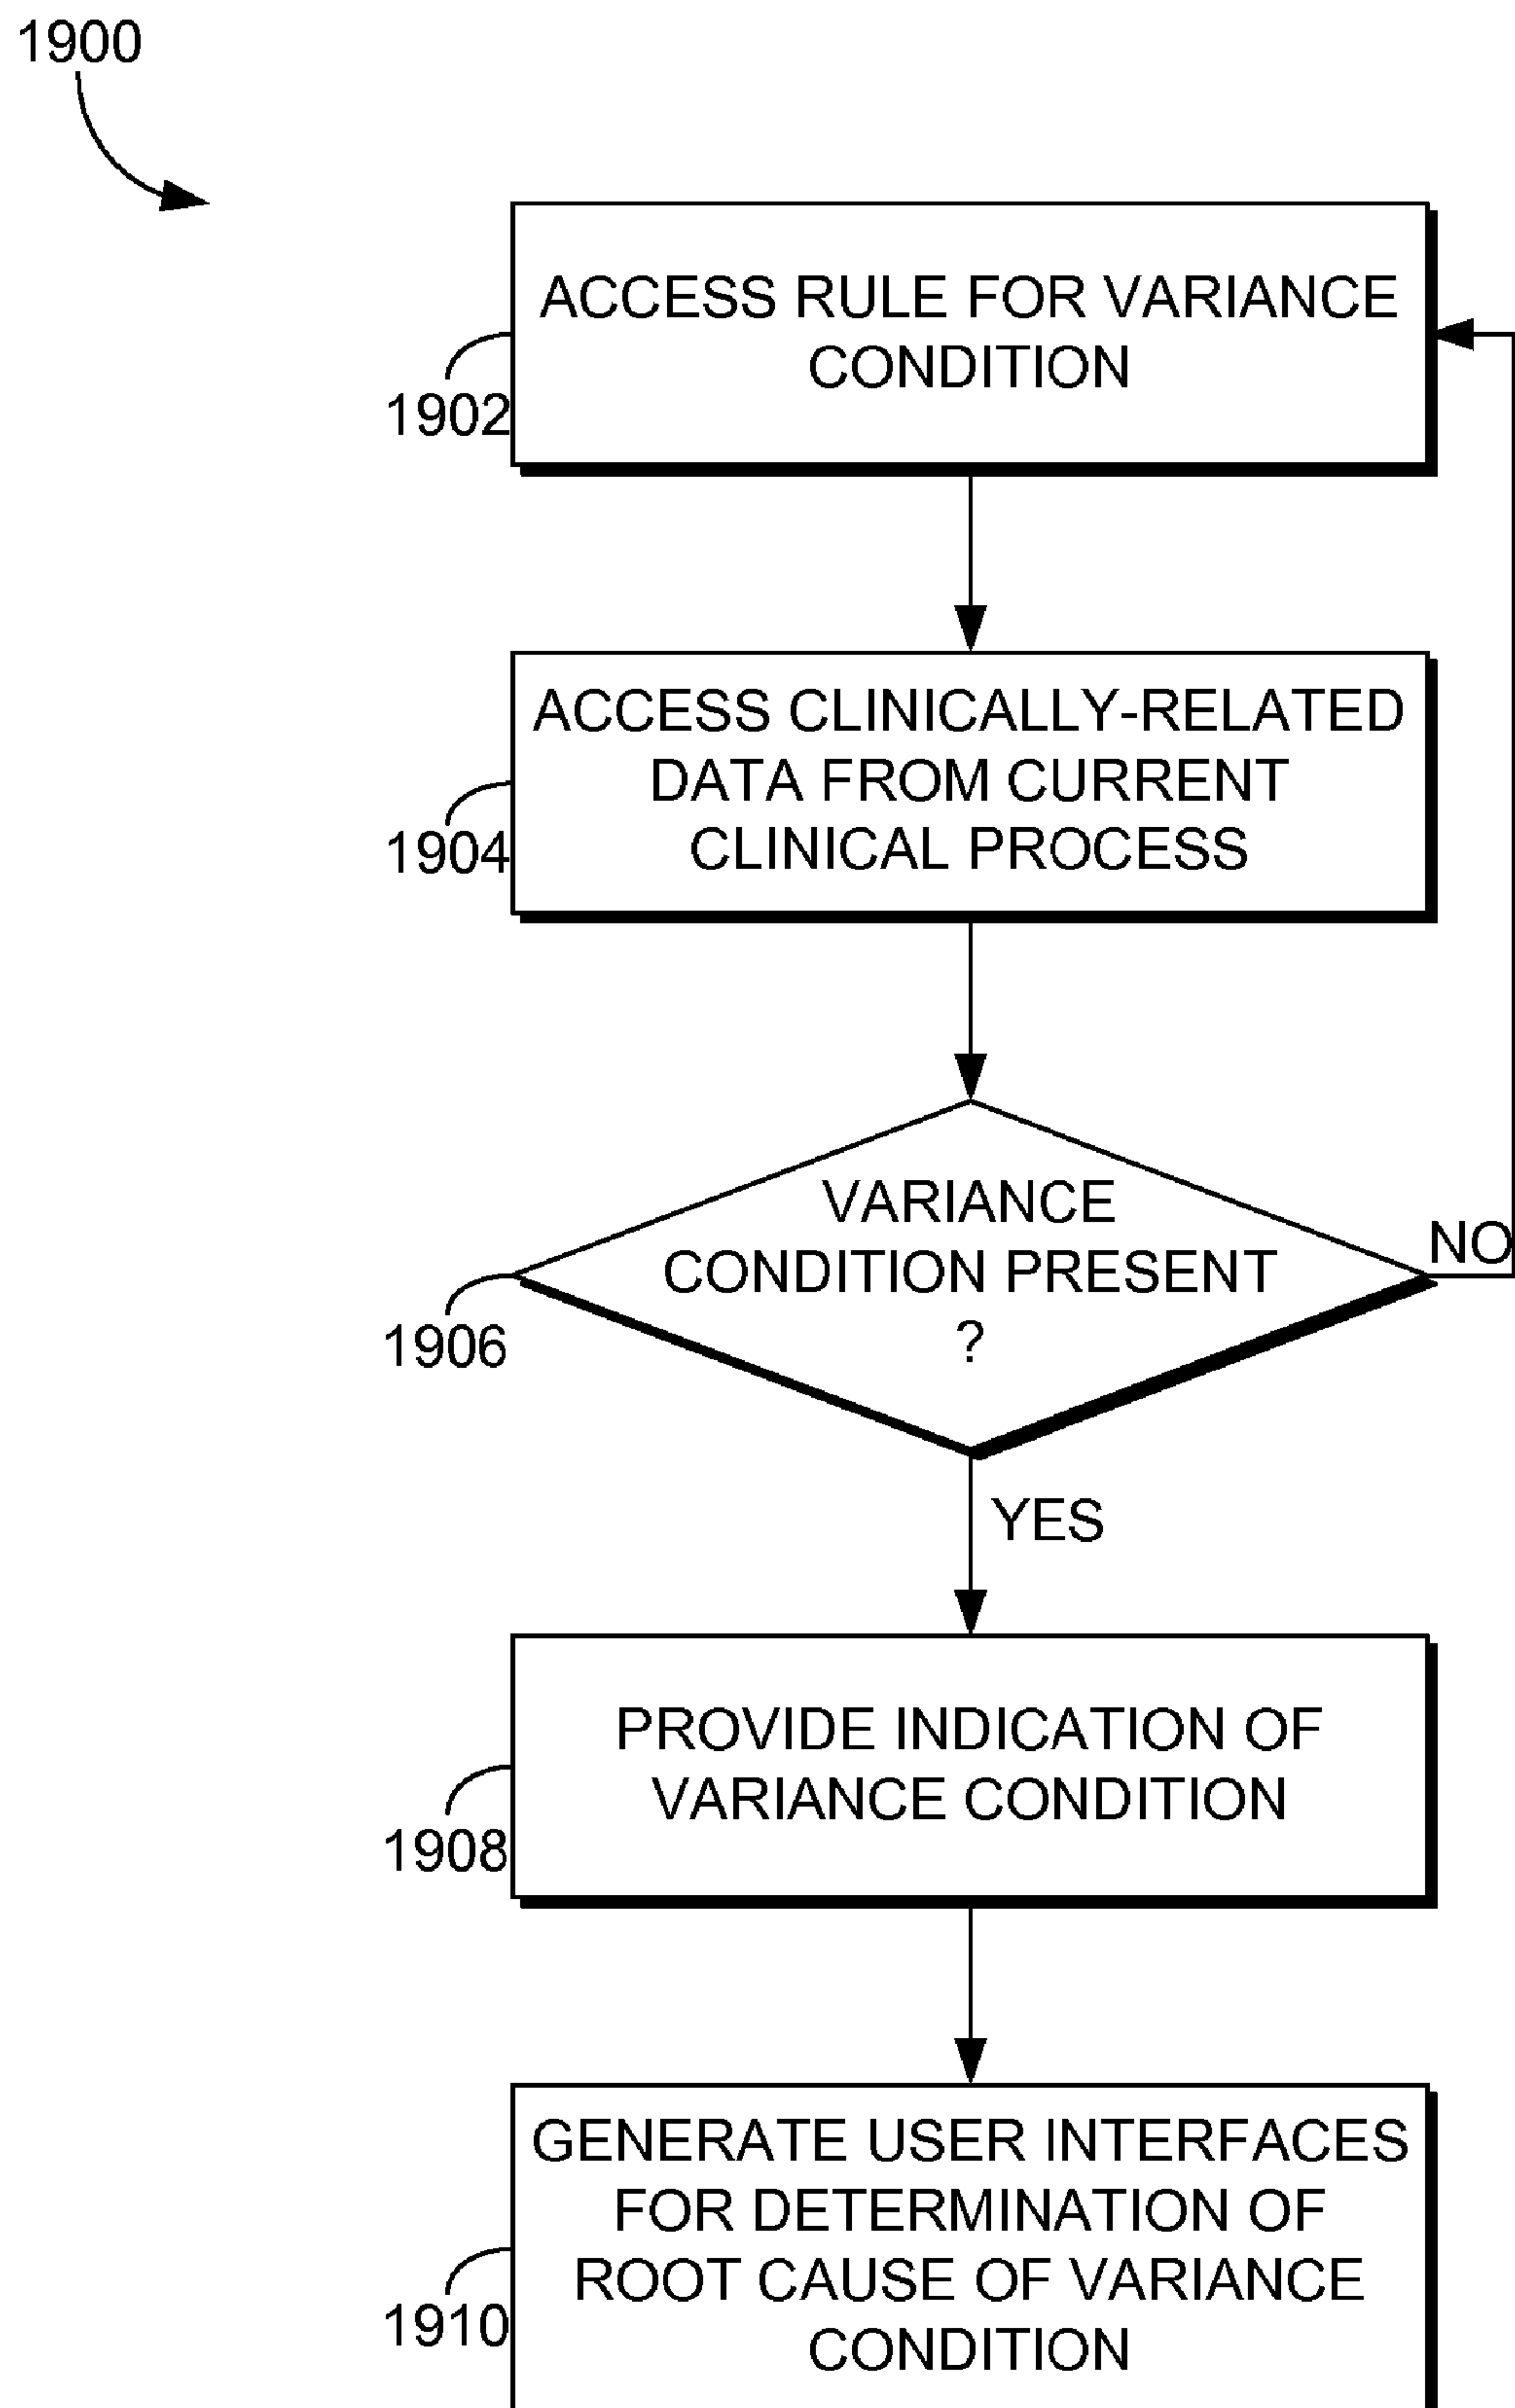 1900
ACCESS RULE FOR VARIANCE
CONDITION
1902
ACCESS CLINICALLY-RELATED
DATA FROM CURRENT
CLINICAL PROCESS
1904
VARIANCE
CONDITION PRESENT
?
NO
1906
YES
PROVIDE INDICATION OF
VARIANCE CONDITION
1908
GENERATE USER INTERFACES
FOR DETERMINATION OF
ROOT CAUSE OF VARIANCE
CONDITION
1910